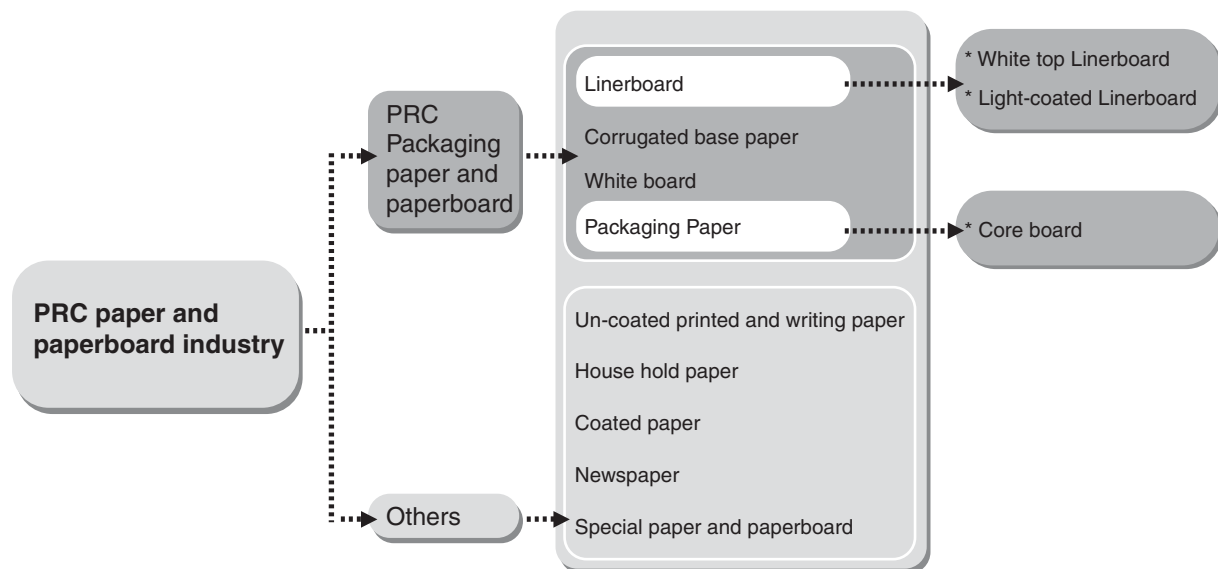 PRC paper and
paperboard industry
PRC
Packaging
paper and
paperboard
Others
Linerboard
Corrugated base paper
White board
Packaging Paper
Un-coated printed and writing paper
House hold paper
Coated paper
Newspaper
Special paper and paperboard
* White top Linerboard
* Light-coated Linerboard
* Core board